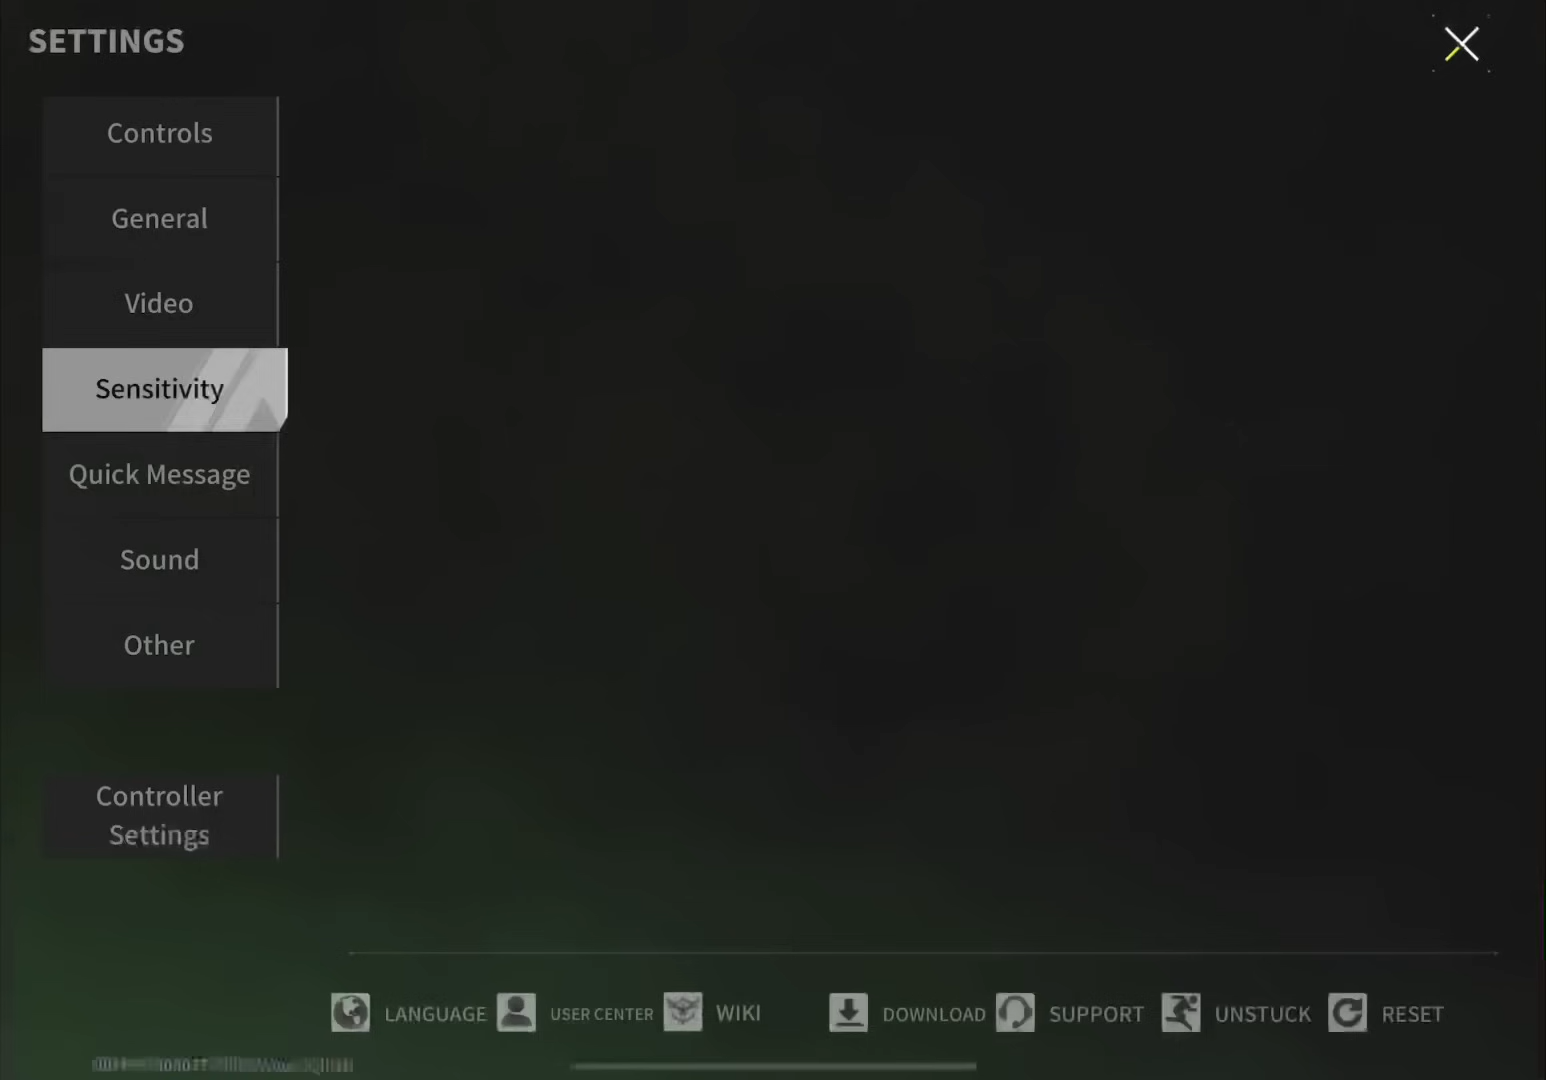 SETTINGS
Controls
General
Video
Sensitivity
Quick Message
Sound
Other
Controller
Settings
LANGUAGE
USER CENTER
WIKI
DOWNLOAD
SUPPORT
UNSTUCK
RESET